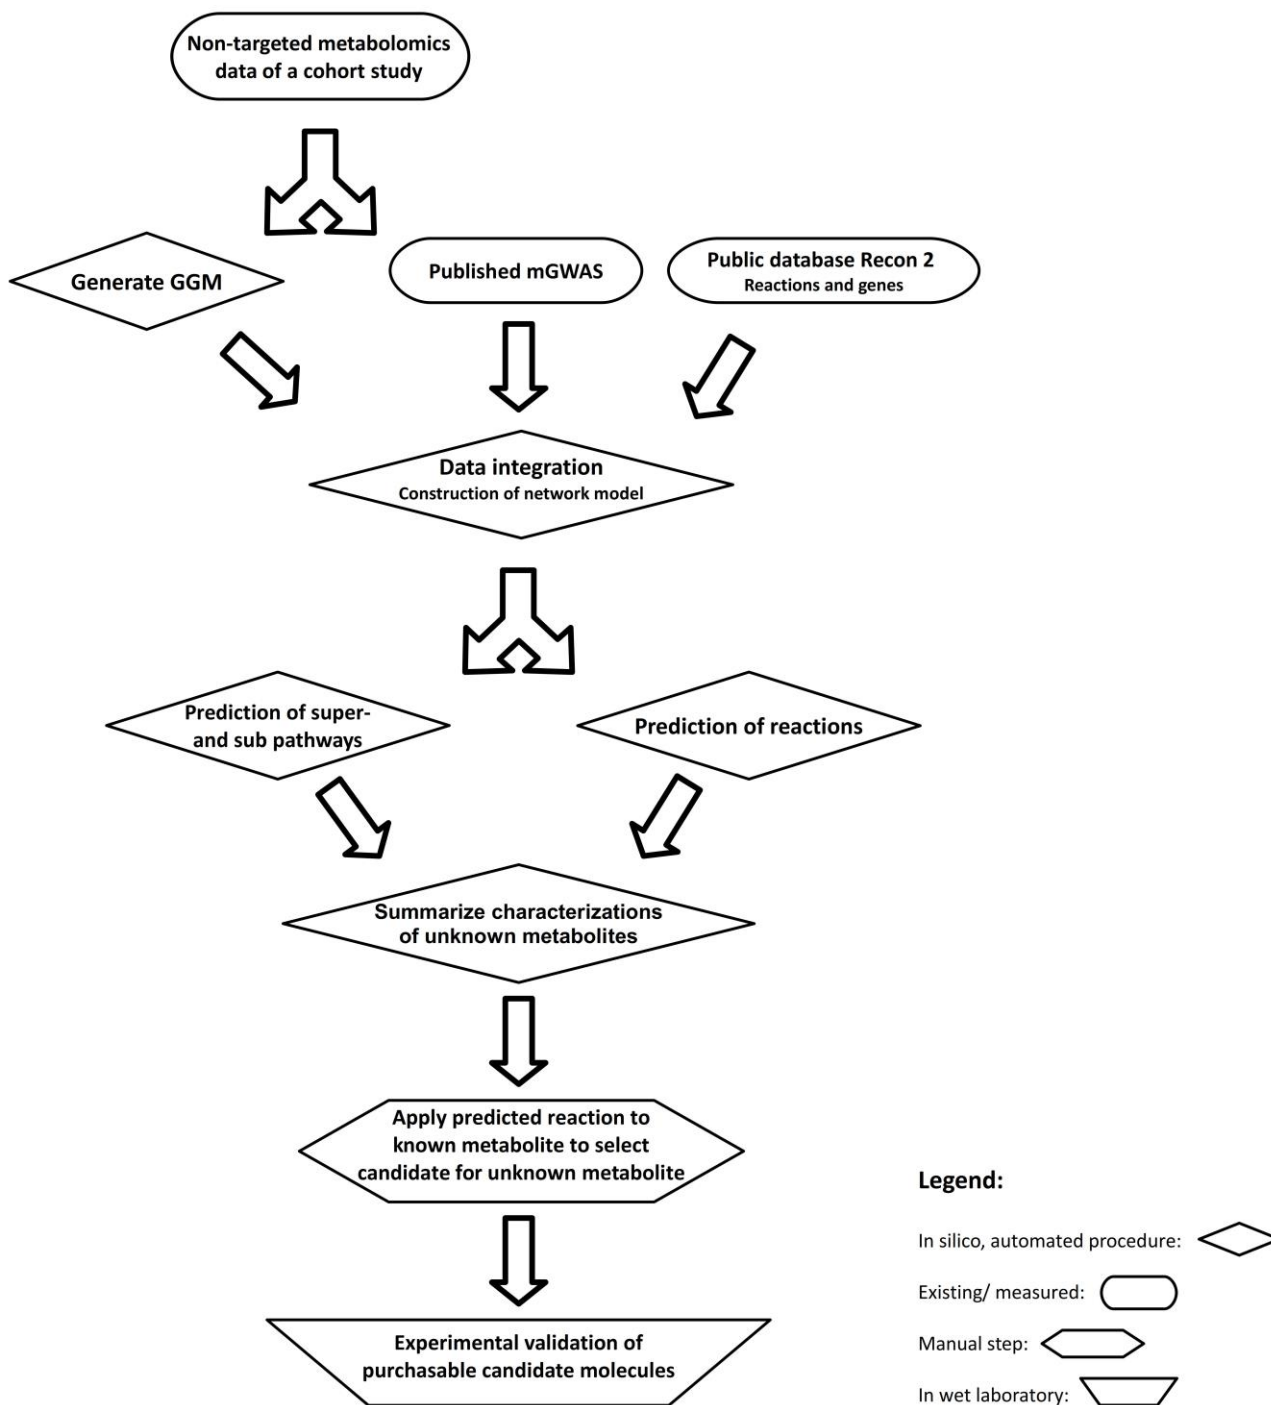 Non-targeted metabolomics
data of a cohort study
Generate GGM
Published mGWAS
Public database Recon 2
Reactions and genes
Data integration
Construction of network model
Prediction of super-
and sub pathways
Prediction of reactions
Summarize characterizations
of unknown metabolites
Apply predicted reaction to
known metabolite to select
candidate for unknown metabolite
Experimental validation of
purchasable candidate molecules
Legend:
In silico, automated procedure:
Existing/ measured:
Manual step:
In wet laboratory: